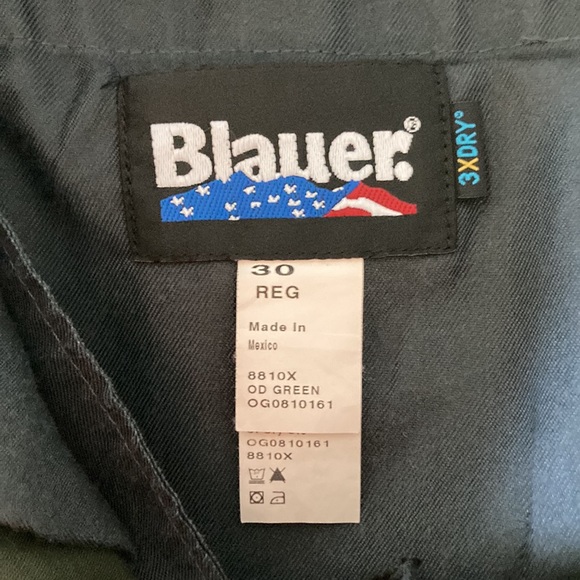 Blauer.®
3XDRY®
30
REG
Made In
Mexico
8810X
OD GREEN
OG0810161
OG0810161
8810X